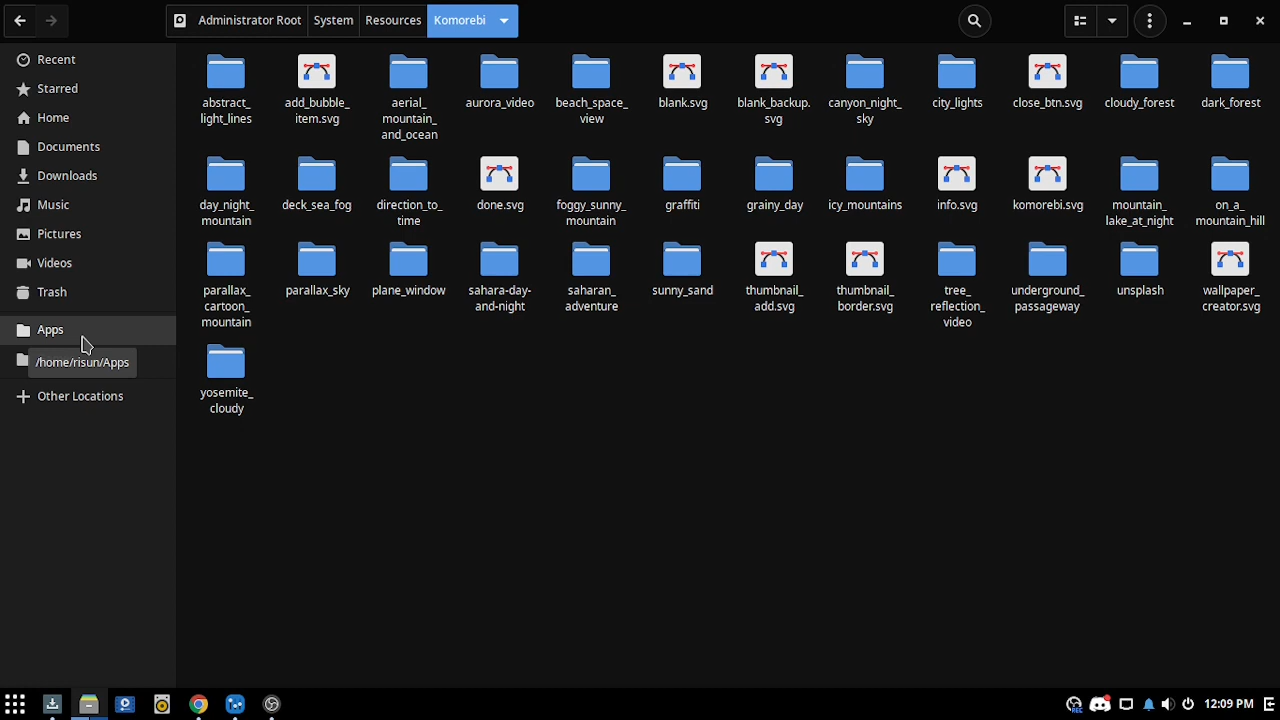 Administrator Root
System
Resources
Komorebi
Recent
Starred
Home
Documents
Downloads
Music
Pictures
Videos
Trash
Apps
/home/risun/Apps
Other Locations
abstract_
light_lines
add_bubble_
item.svg
aerial_
mountain_
and_ocean
aurora_video
beach_space_
view
blank.svg
blank_backup.
svg
canyon_night_
sky
city_lights
close_btn.svg
cloudy_forest
dark_forest
day_night_
mountain
deck_sea_fog
direction_to_
time
done.svg
foggy_sunny_
mountain
graffiti
grainy_day
icy_mountains
info.svg
komorebi.svg
mountain_
lake_at_night
on_a_
mountain_hill
parallax_
cartoon_
mountain
parallax_sky
plane_window
sahara-day-
and-night
saharan_
adventure
sunny_sand
thumbnail_
add.svg
thumbnail_
border.svg
tree_
reflection_
video
underground_
passageway
unsplash
wallpaper_
creator.svg
yosemite_
cloudy
REC
12:09 PM